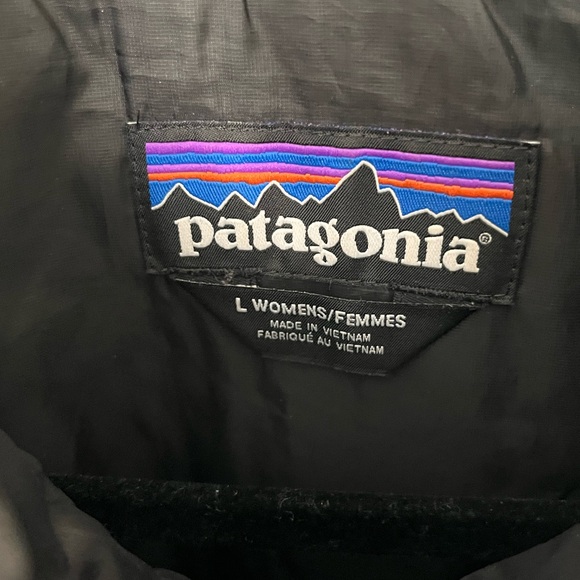 patagonia®
L WOMENS/FEMMES
MADE IN VIETNAM
FABRIQUÉ AU VIETNAM